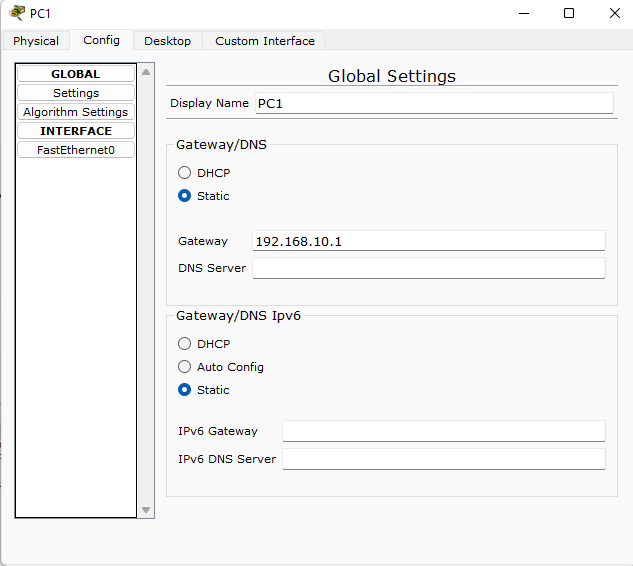 PC1
Physical Config Desktop Custom Interface
GLOBAL
Settings
Algorithm Settings
INTERFACE
FastEthernet0
Global Settings
Display Name PC1
Gateway/DNS
DHCP
Static
Gateway 192.168.10.1
DNS Server
Gateway/DNS Ipv6
DHCP
Auto Config
Static
IPv6 Gateway
IPv6 DNS Server